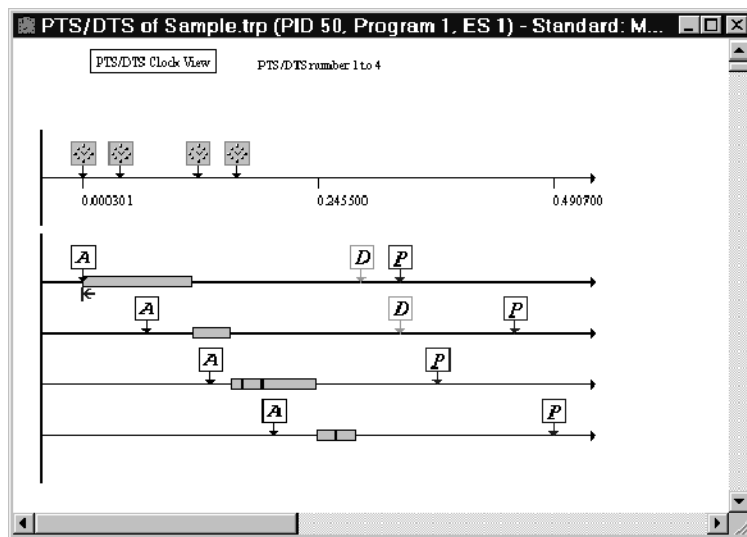 PTS/DTS of Sample.trp (PID 50, Program 1, ES 1) - Standard: M...
PTS/DTS Clock View
PTS/DTS number 1 to 4
0.000301
0.245500
0.490700
A D P
A D P
A P
A P